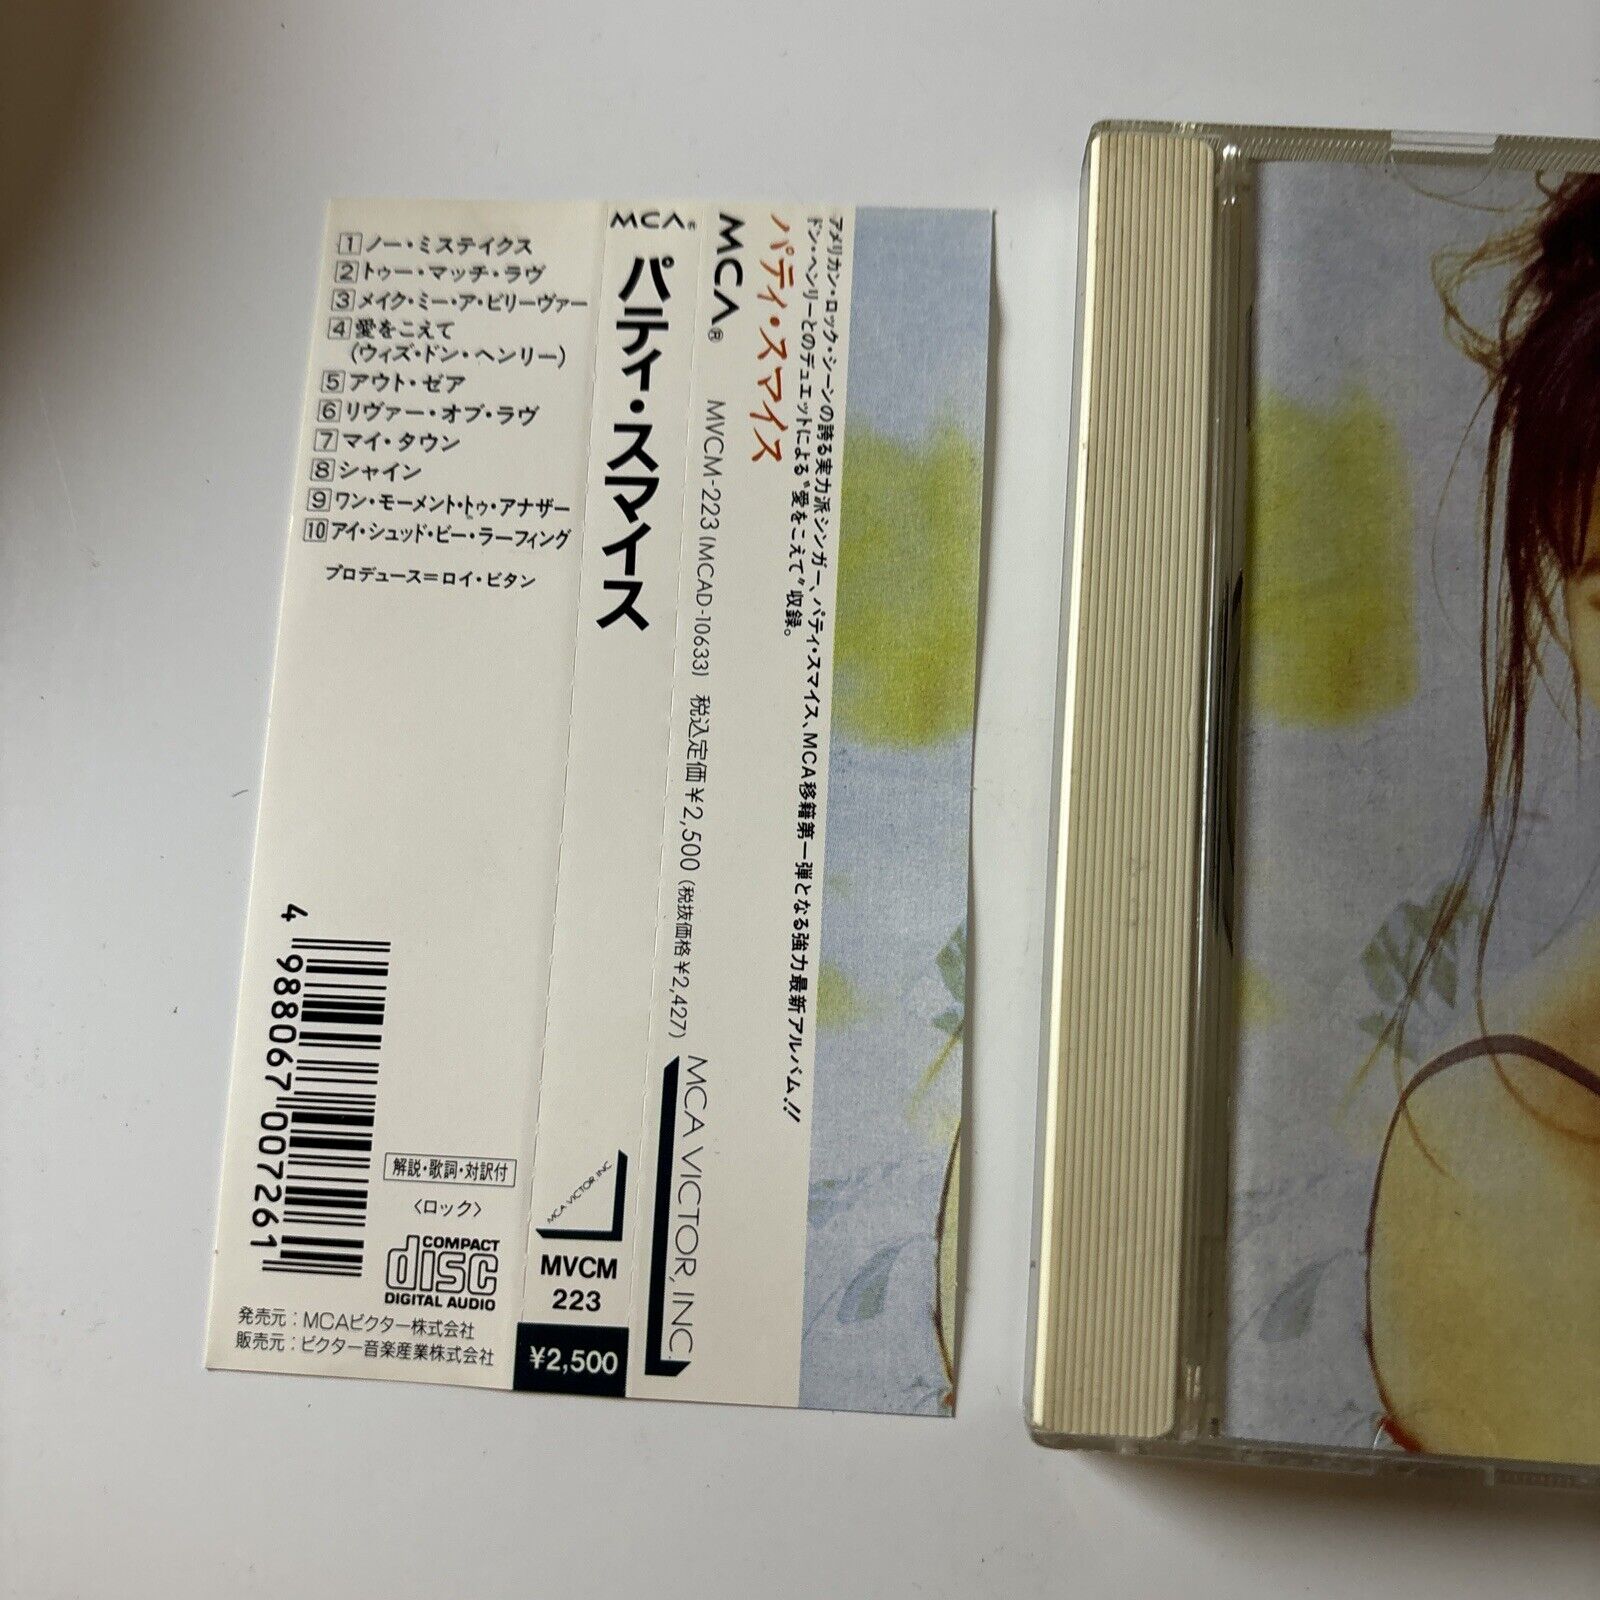 1 ノー・ミステイクス
2 トゥー・マッチ・ラヴ
3 メイク・ミー・ア・ビリーヴァー
4 愛をこえて
(ウィズ・ドン・ヘンリー)
5 アウト・ゼア
6 リヴァー・オブ・ラヴ
7 マイ・タウン
8 シャイン
9 ワン・モーメント・トゥ・アナザー
10 アイ・シュッド・ビー・ラーフィング
プロデュース=ロイ・ビタン
4 988067 007261
解説・歌詞・対訳付
〈ロック〉
COMPACT
disc
DIGITAL AUDIO
発売元:MCAビクター株式会社
販売元:ビクター音楽産業株式会社
MCA®
パティ・スマイス
MCA VICTOR INC
MVCM
223
¥2,500
MCA®
MVCM-223 (MCAD-10633) 税込定価¥2,500 (税抜価格¥2,427)
MCA VICTOR, INC.
パティ・スマイス
アメリカン・ロック・シーンの誇る実力派シンガー、パティ・スマイス、MCA移籍第一弾となる強力最新アルバム!!
ドン・ヘンリーとのデュエットによる“愛をこえて”収録。